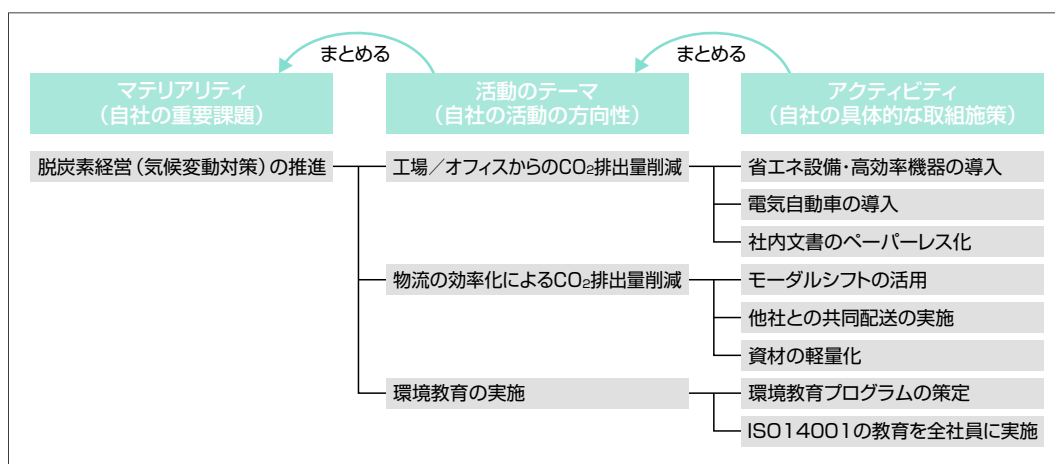 まとめる
まとめる
マテリアリティ
（自社の重要課題）
活動のテーマ
（自社の活動の方向性）
アクティビティ
（自社の具体的な取組施策）
脱炭素経営（気候変動対策）の推進
工場／オフィスからのCO₂排出量削減
省エネ設備・高効率機器の導入
電気自動車の導入
社内文書のペーパーレス化
物流の効率化によるCO₂排出量削減
モーダルシフトの活用
他社との共同配送の実施
資材の軽量化
環境教育の実施
環境教育プログラムの策定
ISO14001の教育を全社員に実施